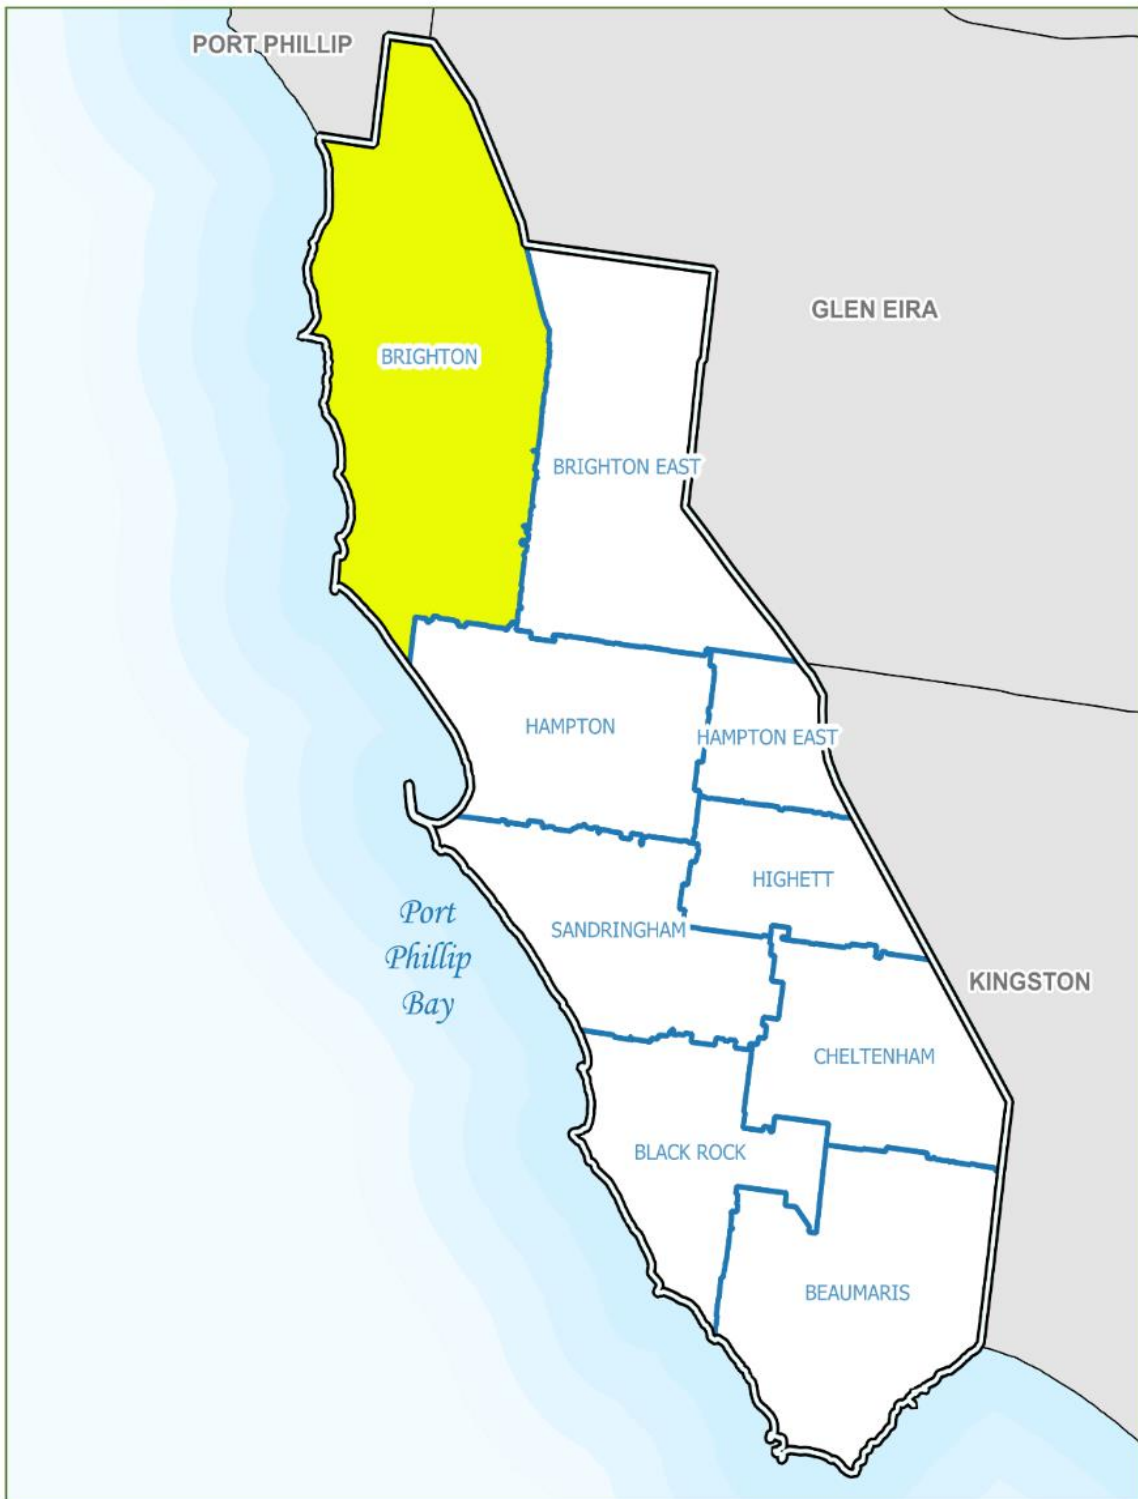 PORT PHILLIP
GLEN EIRA
BRIGHTON
BRIGHTON EAST
HAMPTON
HAMPTON EAST
HIGHETT
Port
Phillip
Bay
SANDRINGHAM
KINGSTON
CHELTENHAM
BLACK ROCK
BEAUMARIS